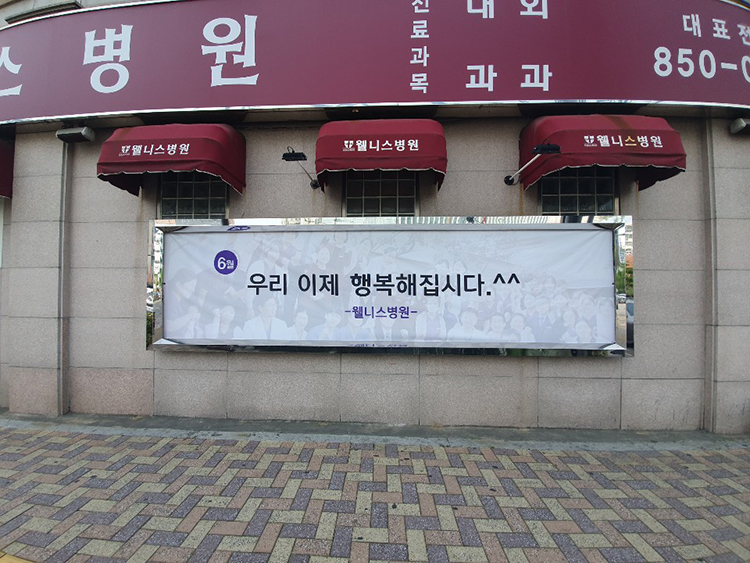 스병원
진료과목
내 외
과 과
대표전
850-0
웰니스병원
웰니스병원
웰니스병원
6월
우리 이제 행복해집시다.^^
-웰니스병원-